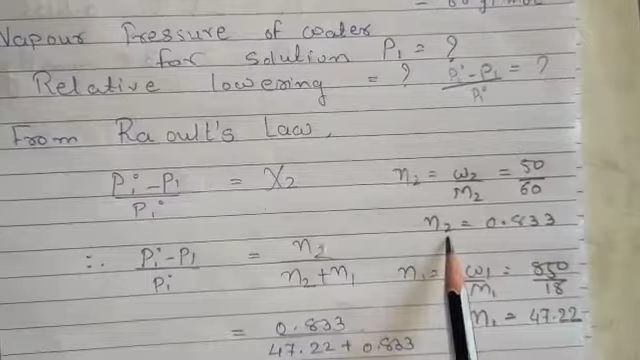 = 60 g/mol
Vapour Pressure of water
for solution P₁ = ?
Relative lowering = ? P₁° - P₁ / P₁° = ?
From Raoult's Law,
P₁° - P₁ / P₁° = X₂ n₂ = w₂ / M₂ = 50 / 60
n₂ = 0.833
∴ P₁° - P₁ / P₁° = n₂ / n₂ + n₁ n₁ = w₁ / M₁ = 850 / 18
= 0.833 / 47.22 + 0.833 n₁ = 47.22